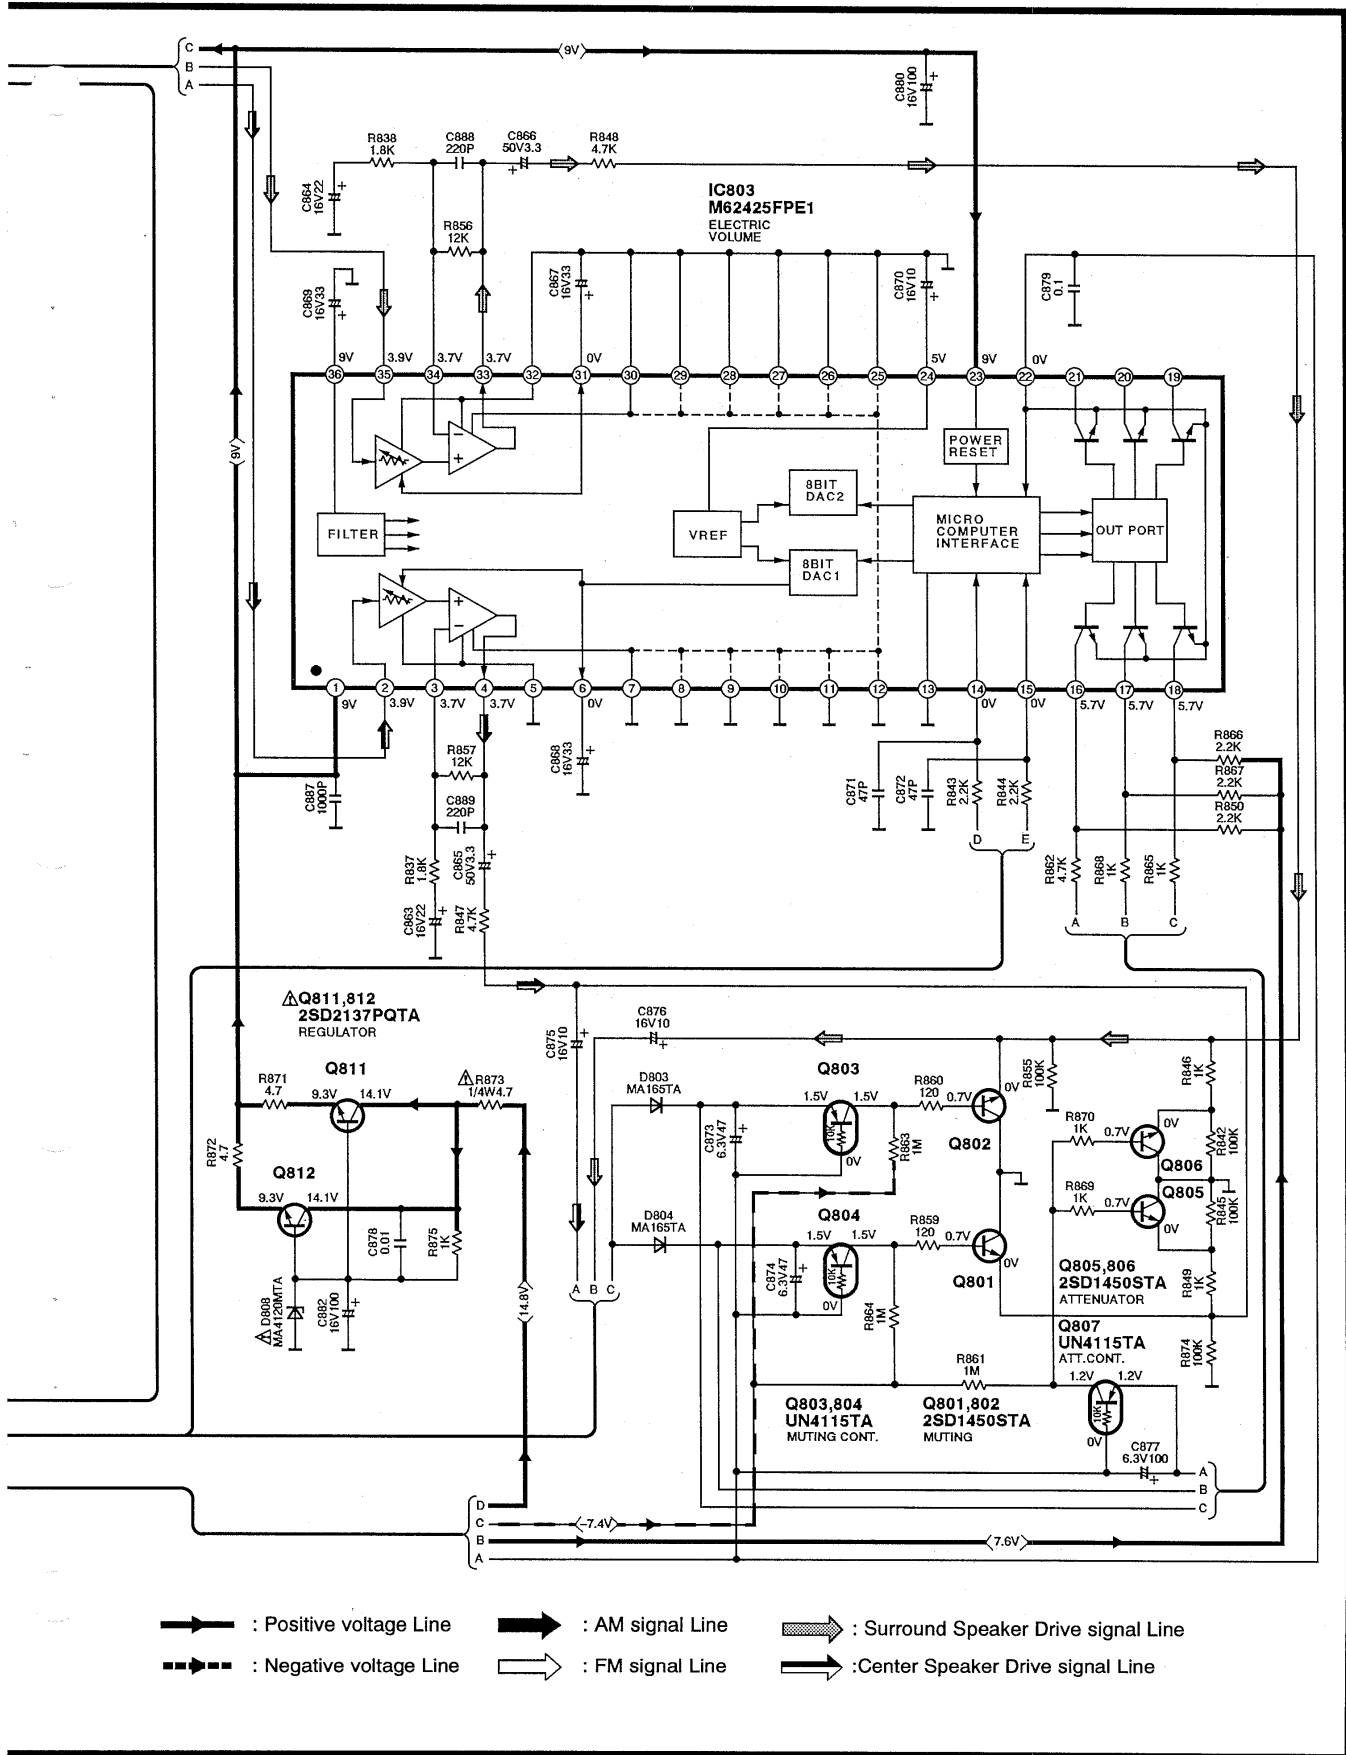 C
B
A
9V
C880
16V100
R838
1.8K
C888
220P
C866
50V3.3
R848
4.7K
C864
16V22
IC803
M62425FPE1
ELECTRIC
VOLUME
R856
12K
C869
16V33
C867
16V33
C870
16V10
C879
0.1
9V 3.9V 3.7V 3.7V 0V 5V 9V 0V
36 35 34 33 32 31 30 29 28 27 26 25 24 23 22 21 20 19
9V
POWER
RESET
8BIT
DAC2
FILTER
VREF
MICRO
COMPUTER
INTERFACE
OUT PORT
8BIT
DAC1
1 2 3 4 5 6 7 8 9 10 11 12 13 14 15 16 17 18
9V 3.9V 3.7V 3.7V 0V 0V 0V 5.7V 5.7V 5.7V
R857
12K
C868
16V33
R866
2.2K
R867
2.2K
R850
2.2K
C887
1000P
C889
220P
C871
47P
C872
47P
R843
2.2K
R844
2.2K
D E
R837
1.8K
C865
50V3.3
R862
4.7K
R868
1K
R865
1K
C863
16V22
R847
4.7K
A B C
Q811,812
2SD2137PQTA
REGULATOR
C875
16V10
C876
16V10
Q811
R871
4.7
9.3V 14.1V
R873
1/4W4.7
D803
MA165TA
Q803
1.5V 1.5V
R860
120
0.7V
0V
R855
100K
R846
1K
R872
4.7
C873
6.3V47
10K
0V
R863
1M
Q802
R870
1K
0.7V
0V
R842
100K
Q806
Q812
9.3V 14.1V
R869
1K
0.7V
Q805
0V
R845
100K
C878
0.01
R875
1K
D804
MA165TA
Q804
1.5V 1.5V
R859
120
0.7V
0V
Q801
C874
6.3V47
10K
0V
R864
1M
Q805,806
2SD1450STA
ATTENUATOR
R849
1K
D808
MA4120MTA
C882
16V100
14.8V
A B C
Q807
UN4115TA
ATT.CONT.
R874
100K
R861
1M
1.2V 1.2V
10K
0V
Q803,804
UN4115TA
MUTING CONT.
Q801,802
2SD1450STA
MUTING
C877
6.3V100
A
B
C
D
C
-7.4V
B
7.6V
A
: Positive voltage Line
: AM signal Line
: Surround Speaker Drive signal Line
: Negative voltage Line
: FM signal Line
:Center Speaker Drive signal Line